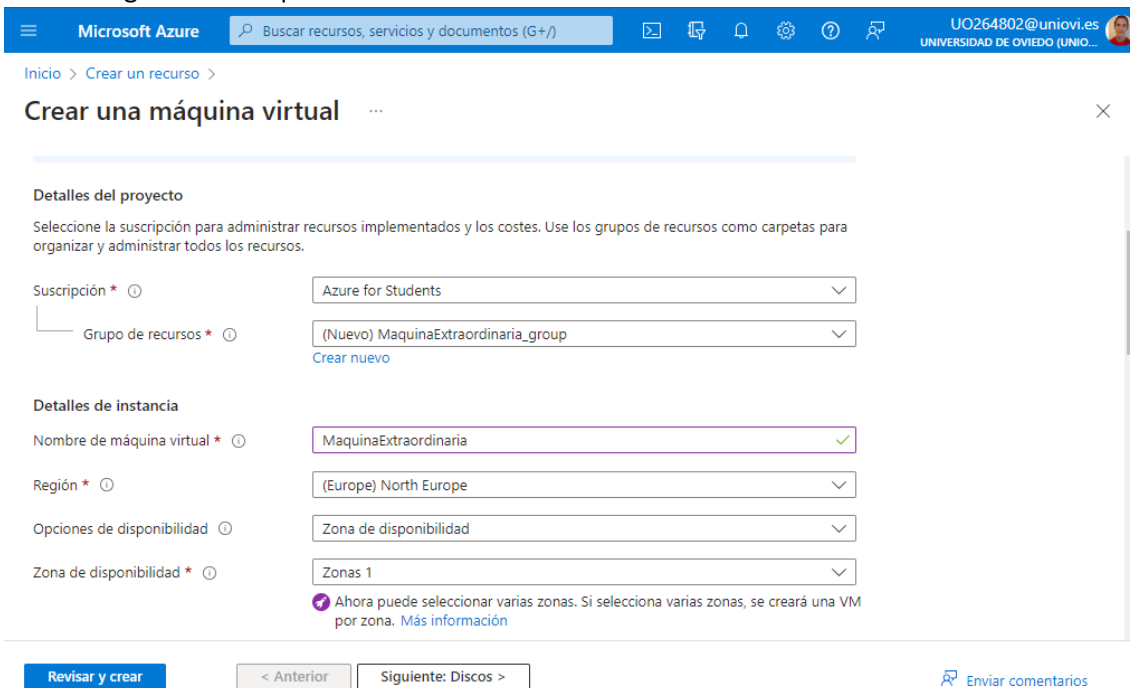 Microsoft Azure
Buscar recursos, servicios y documentos (G+/)
UO264802@uniovi.es
UNIVERSIDAD DE OVIEDO (UNIO...
Inicio > Crear un recurso >
Crear una máquina virtual ...
Detalles del proyecto
Seleccione la suscripción para administrar recursos implementados y los costes. Use los grupos de recursos como carpetas para
organizar y administrar todos los recursos.
Suscripción *
Azure for Students
Grupo de recursos *
(Nuevo) MaquinaExtraordinaria_group
Crear nuevo
Detalles de instancia
Nombre de máquina virtual *
MaquinaExtraordinaria
Región *
(Europe) North Europe
Opciones de disponibilidad
Zona de disponibilidad
Zona de disponibilidad *
Zonas 1
Ahora puede seleccionar varias zonas. Si selecciona varias zonas, se creará una VM
por zona. Más información
Revisar y crear
< Anterior
Siguiente: Discos >
Enviar comentarios